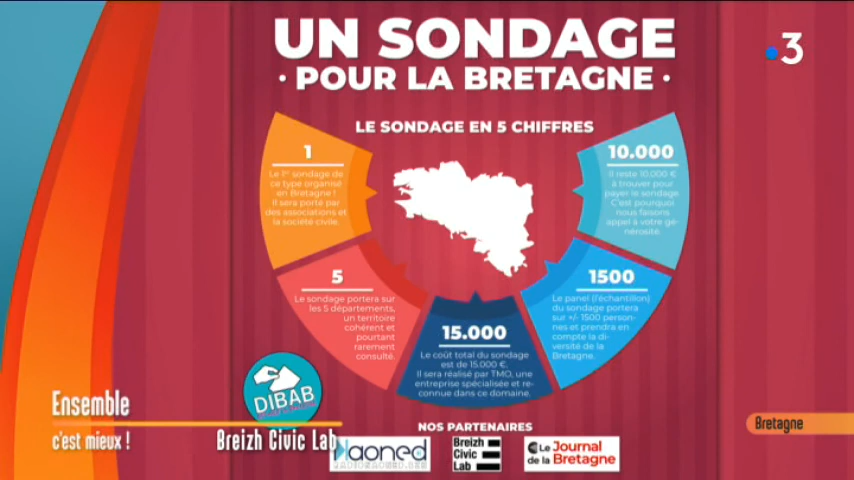 UN SONDAGE
• POUR LA BRETAGNE •
3
LE SONDAGE EN 5 CHIFFRES
1
Le 1er sondage de
ce type organisé
en Bretagne !
Il sera porté par
des associations et
la société civile.
5
Le sondage portera sur
les 5 départements,
un territoire
cohérent et
pourtant
rarement
consulté.
15.000
Le coût total du sondage
est de 15.000 €.
Il sera réalisé par TMO, une
entreprise spécialisée et re-
connue dans ce domaine.
1500
Le panel (l'échantillon)
du sondage portera
sur +/- 1500 person-
nes et prendra en
compte la di-
versité de la
Bretagne.
10.000
Il reste 10.000 €
à trouver pour
payer le sondage.
C'est pourquoi
nous faisons
appel à votre gé-
nérosité.
DIBAB
NOS PARTENAIRES
Naoned
Breizh
Civic
Lab
Le Journal
de la Bretagne
Ensemble
c'est mieux !
Breizh Civic Lab
Bretagne